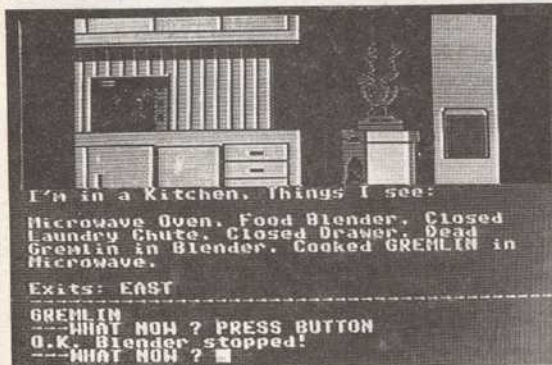 I'm in a Kitchen. Things I see:
Microwave Oven. Food Blender. Closed
Laundry Chute. Closed Drawer. Dead
Gremlin in Blender. Cooked GREMLIN in
Microwave.
Exits: EAST
GREMLIN
---WHAT NOW ? PRESS BUTTON
O.K. Blender stopped!
---WHAT NOW ?